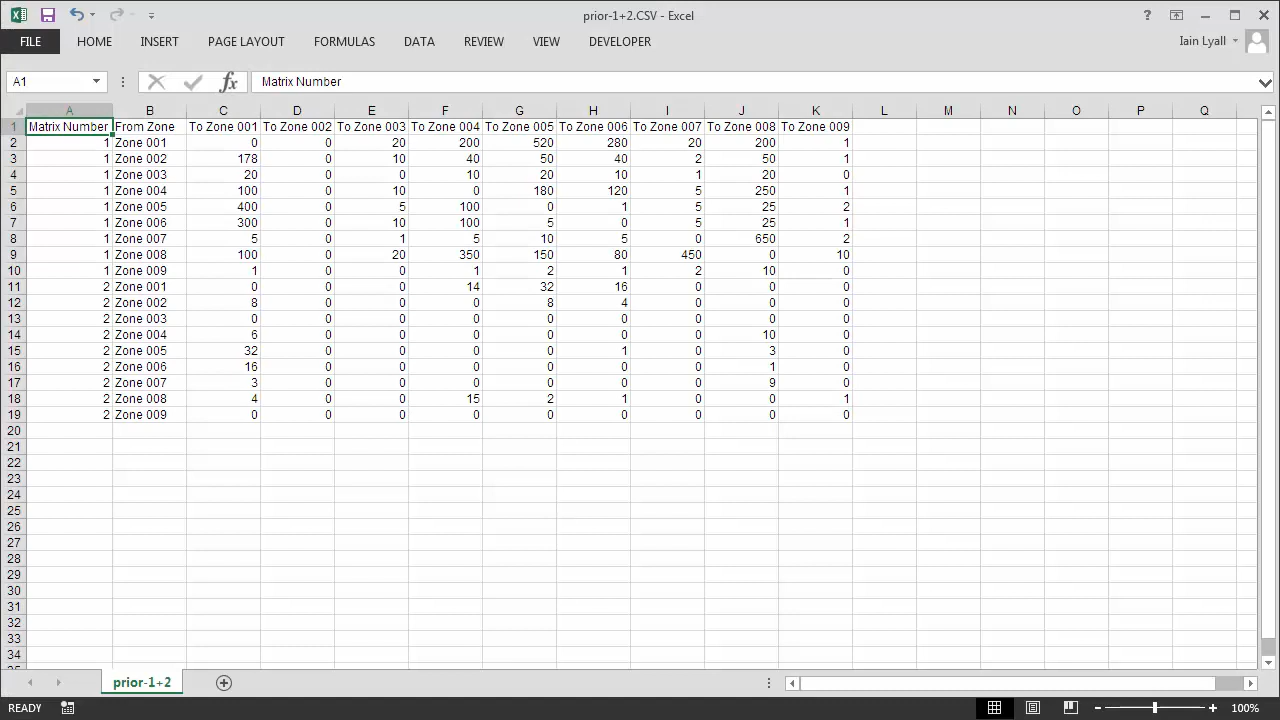 prior-1+2.CSV - Excel
FILE HOME INSERT PAGE LAYOUT FORMULAS DATA REVIEW VIEW DEVELOPER Iain Lyall
A1 fx Matrix Number
A B C D E F G H I J K L M N O P Q
1 Matrix Number From Zone To Zone 001 To Zone 002 To Zone 003 To Zone 004 To Zone 005 To Zone 006 To Zone 007 To Zone 008 To Zone 009
2 1 Zone 001 0 0 20 200 520 280 20 200 1
3 1 Zone 002 178 0 10 40 50 40 2 50 1
4 1 Zone 003 20 0 0 10 20 10 1 20 0
5 1 Zone 004 100 0 10 0 180 120 5 250 1
6 1 Zone 005 400 0 5 100 0 1 5 25 2
7 1 Zone 006 300 0 10 100 5 0 5 25 1
8 1 Zone 007 5 0 1 5 10 5 0 650 2
9 1 Zone 008 100 0 20 350 150 80 450 0 10
10 1 Zone 009 1 0 0 1 2 1 2 10 0
11 2 Zone 001 0 0 0 14 32 16 0 0 0
12 2 Zone 002 8 0 0 0 8 4 0 0 0
13 2 Zone 003 0 0 0 0 0 0 0 0 0
14 2 Zone 004 6 0 0 0 0 0 0 10 0
15 2 Zone 005 32 0 0 0 0 1 0 3 0
16 2 Zone 006 16 0 0 0 0 0 0 1 0
17 2 Zone 007 3 0 0 0 0 0 0 9 0
18 2 Zone 008 4 0 0 15 2 1 0 0 1
19 2 Zone 009 0 0 0 0 0 0 0 0 0
20
21
22
23
24
25
26
27
28
29
30
31
32
33
34
prior-1+2
READY 100%